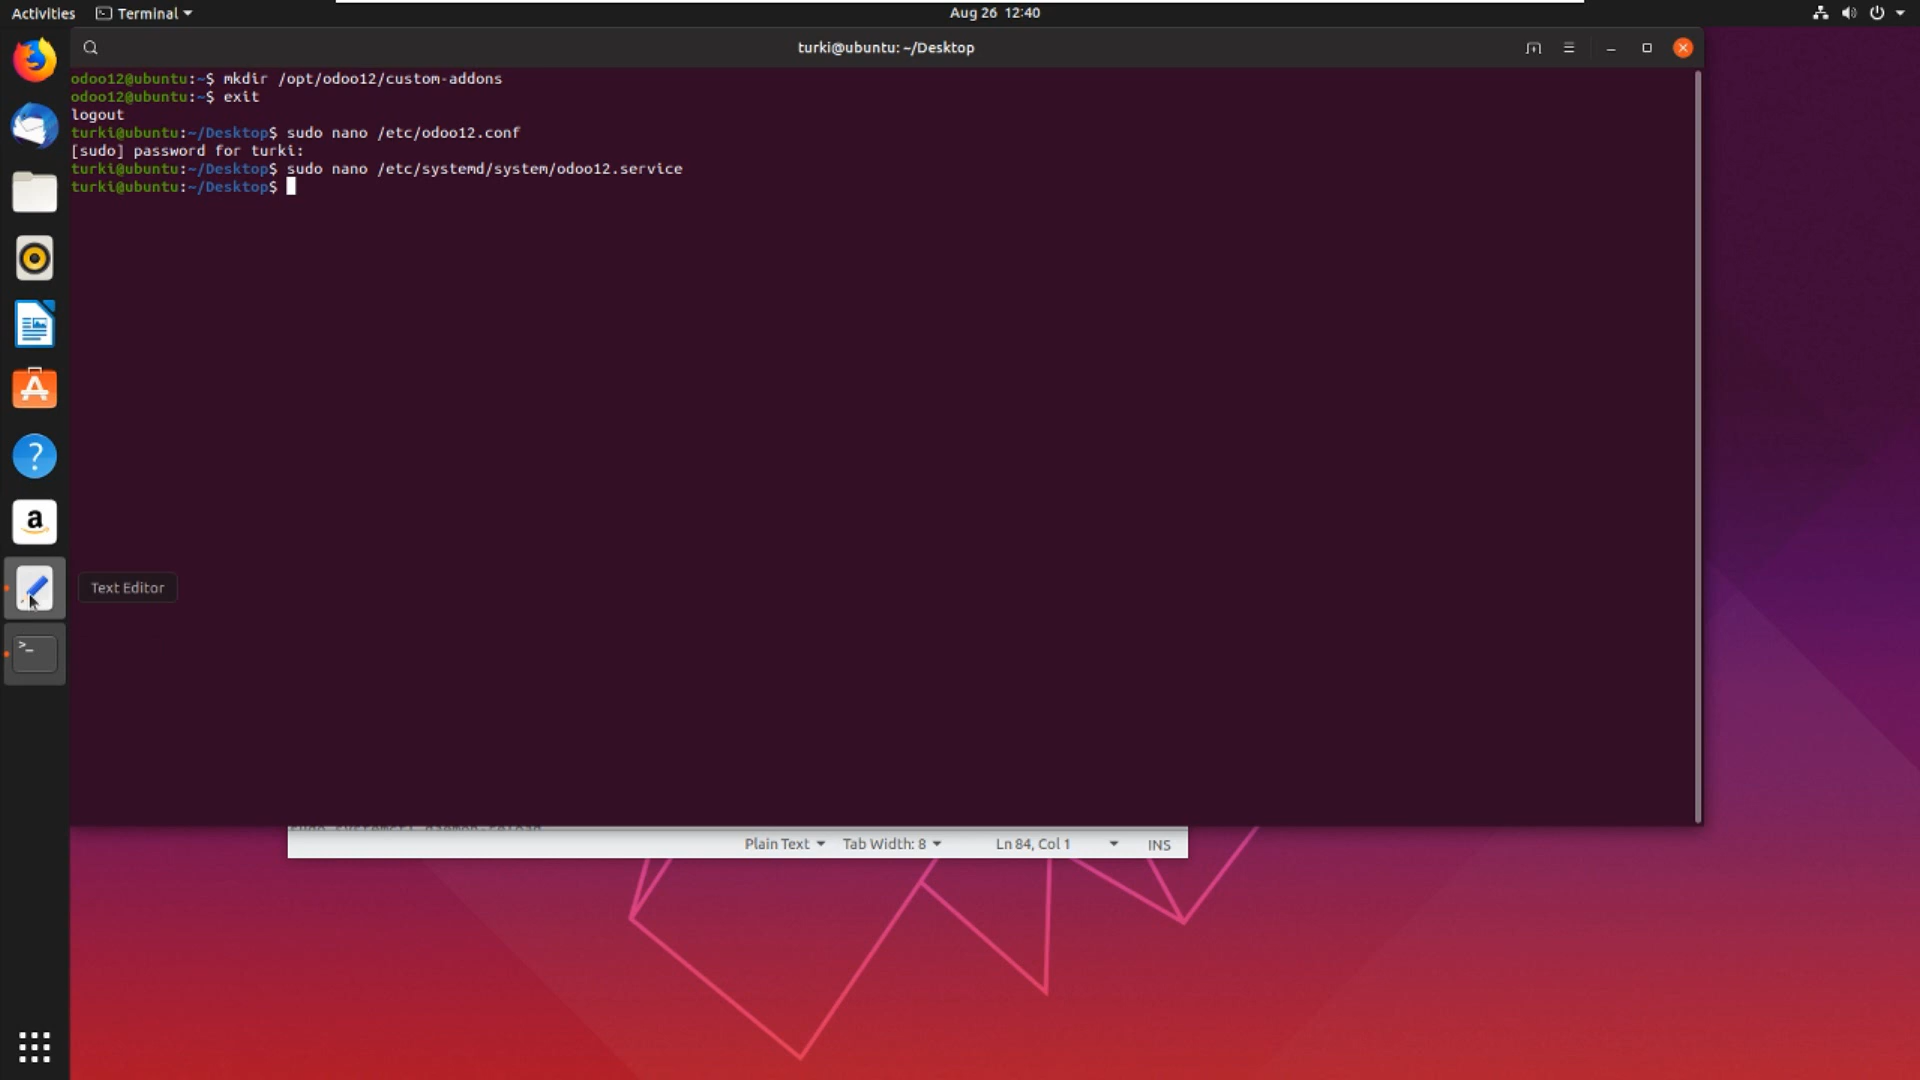 Activities
Terminal
Aug 26 12:40
turki@ubuntu: ~/Desktop
odoo12@ubuntu:~$ mkdir /opt/odoo12/custom-addons
odoo12@ubuntu:~$ exit
logout
turki@ubuntu:~/Desktop$ sudo nano /etc/odoo12.conf
[sudo] password for turki:
turki@ubuntu:~/Desktop$ sudo nano /etc/systemd/system/odoo12.service
turki@ubuntu:~/Desktop$
Text Editor
Plain Text
Tab Width: 8
Ln 84, Col 1
INS